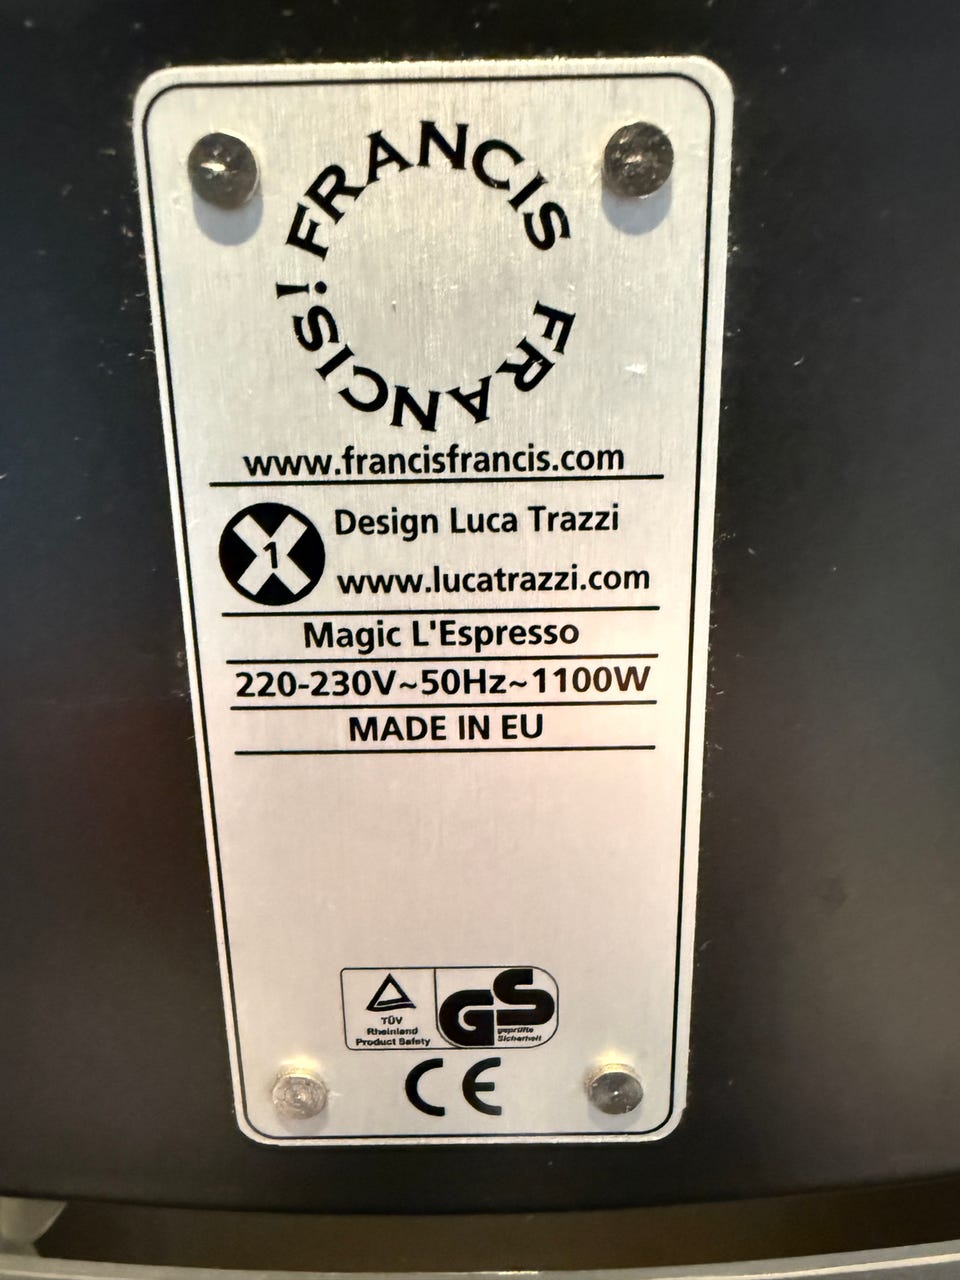 FRANCIS FRANCIS!
www.francisfrancis.com
X1
Design Luca Trazzi
www.lucatrazzi.com
Magic L'Espresso
220-230V~50Hz~1100W
MADE IN EU
TÜV
Rheinland
Product Safety
GS
geprüfte
Sicherheit
CE